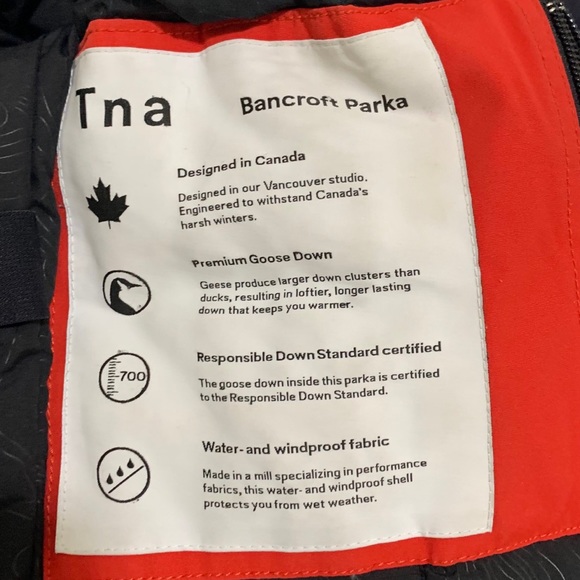 Tna
Bancroft Parka
Designed in Canada
Designed in our Vancouver studio.
Engineered to withstand Canada's
harsh winters.
Premium Goose Down
Geese produce larger down clusters than
ducks, resulting in loftier, longer lasting
down that keeps you warmer.
700
Responsible Down Standard certified
The goose down inside this parka is certified
to the Responsible Down Standard.
Water- and windproof fabric
Made in a mill specializing in performance
fabrics, this water- and windproof shell
protects you from wet weather.